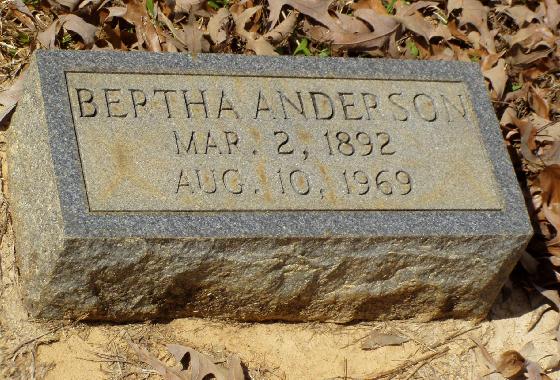 BERTHA ANDERSON
MAR. 2, 1892
AUG. 10, 1969